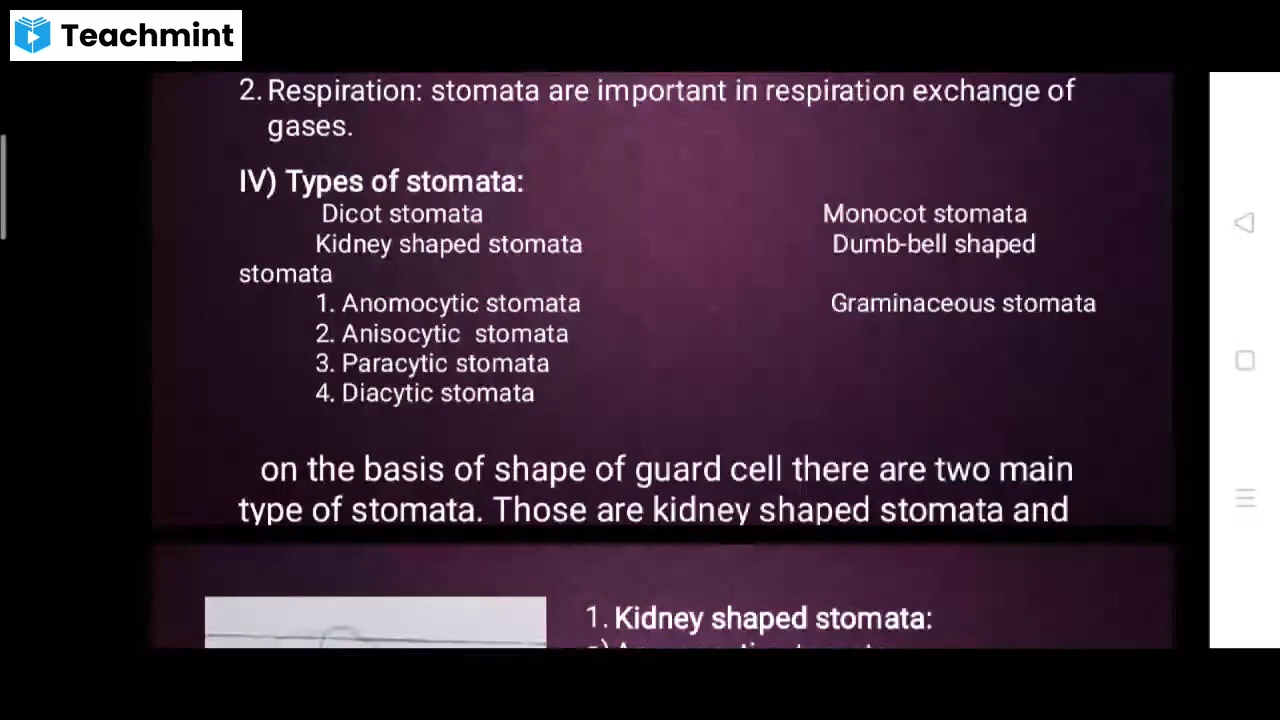 Teachmint
2. Respiration: stomata are important in respiration exchange of
gases.
IV) Types of stomata:
Dicot stomata Monocot stomata
Kidney shaped stomata Dumb-bell shaped
stomata
1. Anomocytic stomata Graminaceous stomata
2. Anisocytic stomata
3. Paracytic stomata
4. Diacytic stomata
on the basis of shape of guard cell there are two main
type of stomata. Those are kidney shaped stomata and
1. Kidney shaped stomata: